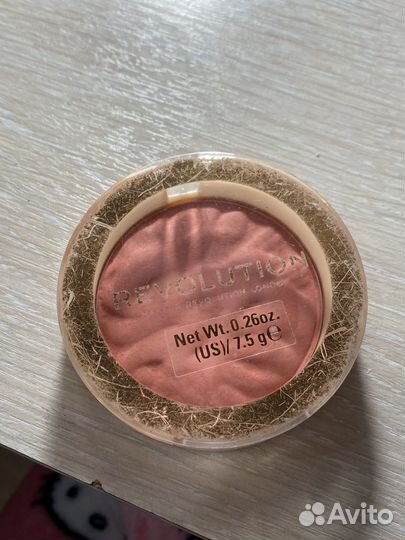 REVOLUTION
REVOLUTION LONDON
Net Wt. 0.26oz.
(US)/ 7.5 g℮
Avito